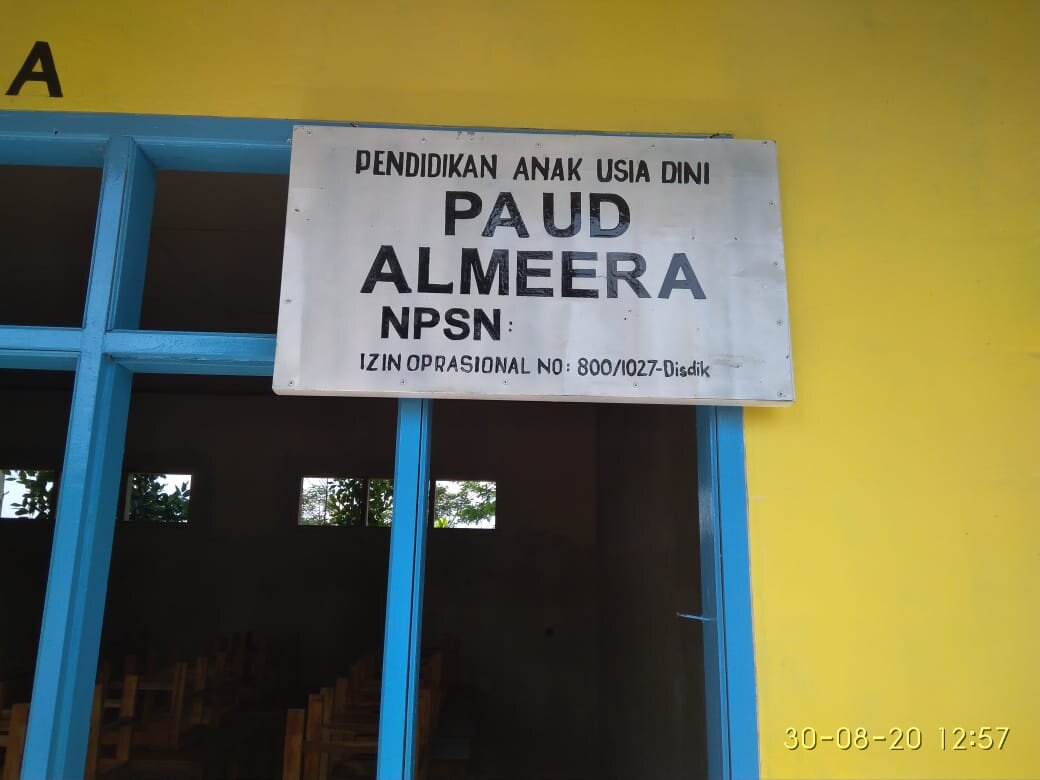 A
PENDIDIKAN ANAK USIA DINI
PAUD
ALMEERA
NPSN:
IZIN OPRASIONAL NO: 800/1027-Disdik
30-08-20 12:57